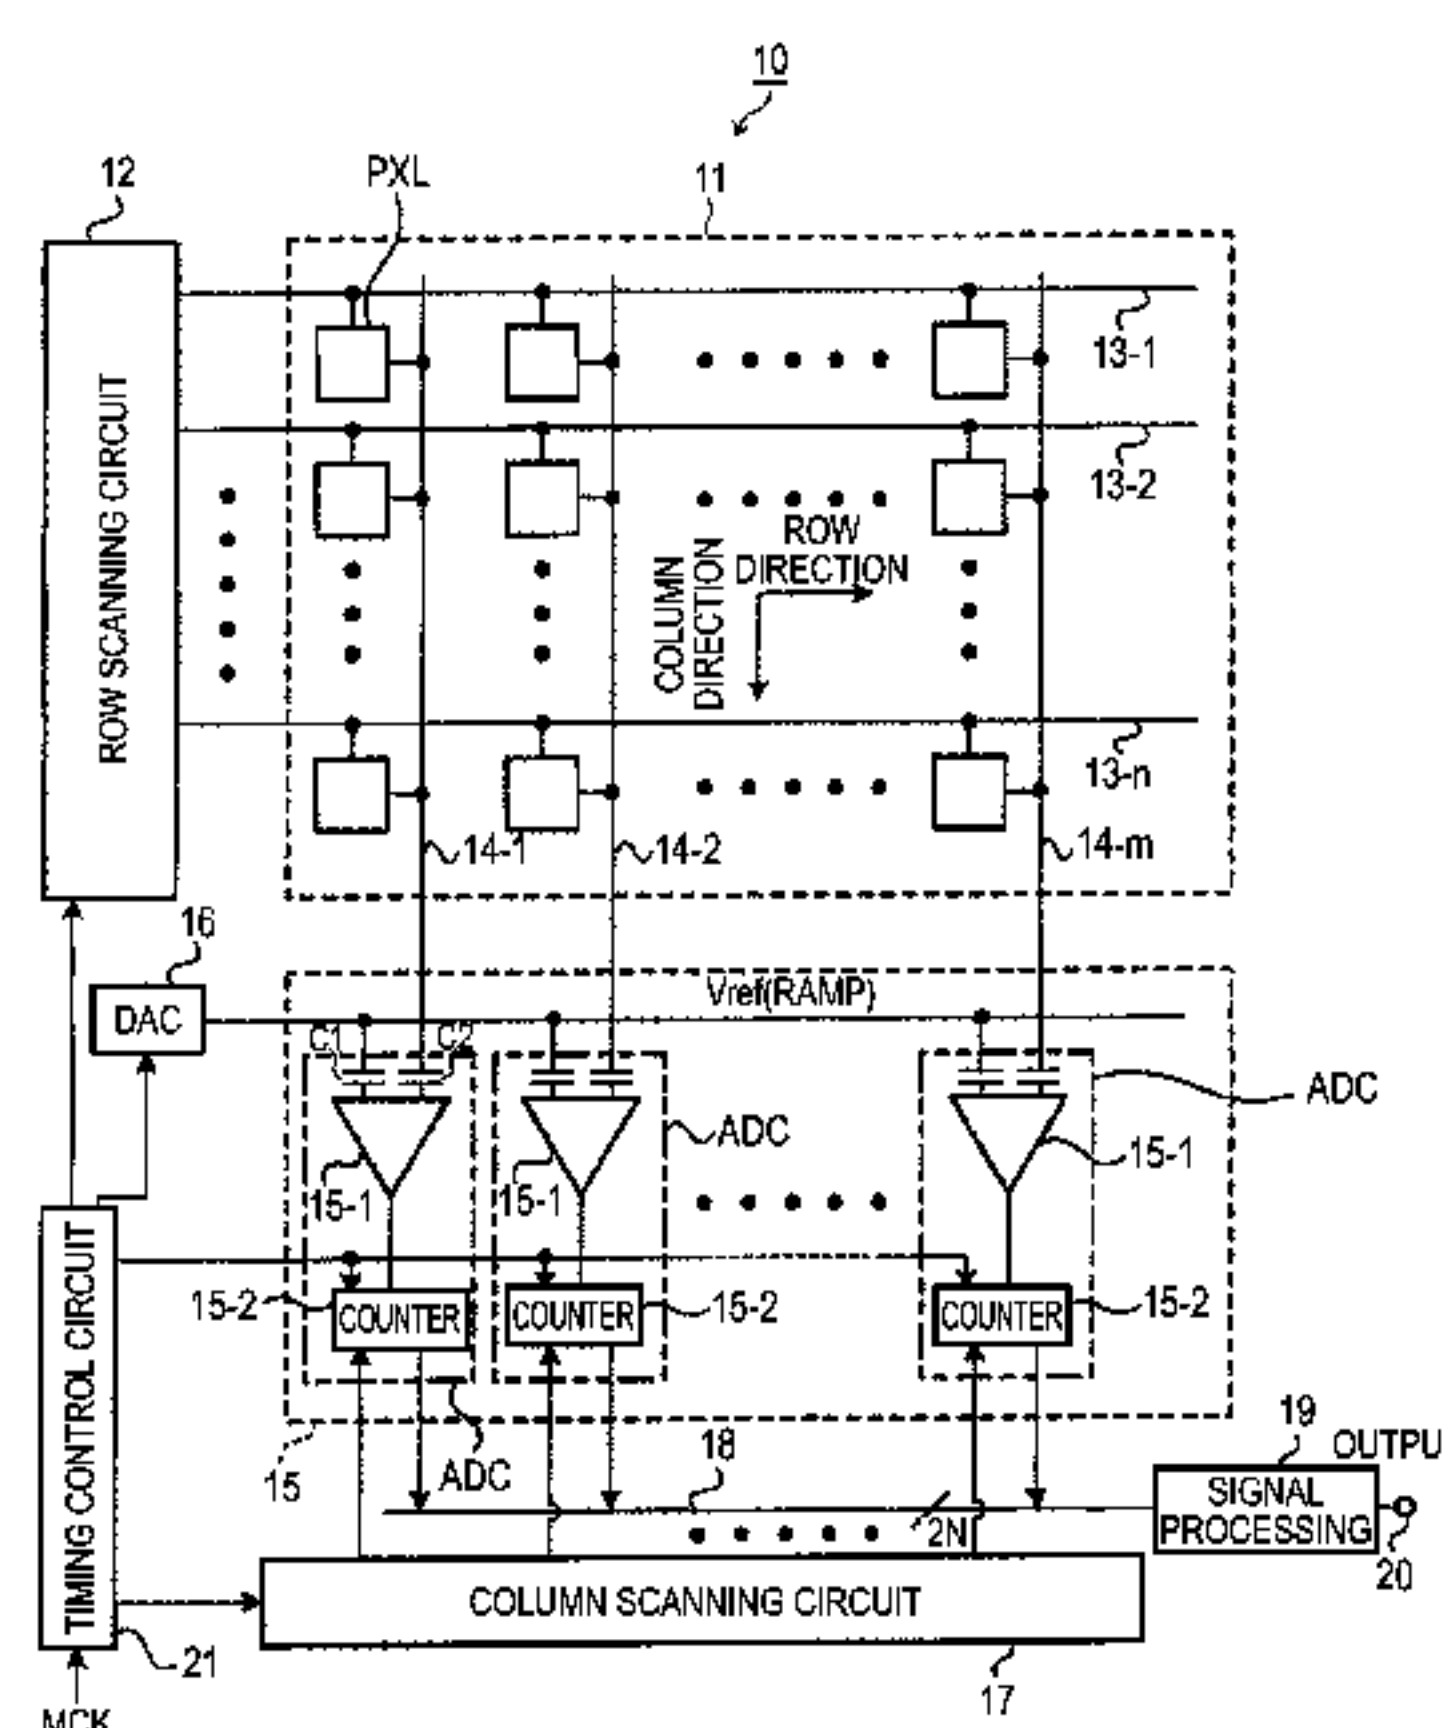 10
12
PXL
11
13-1
ROW SCANNING CIRCUIT
13-2
ROW
DIRECTION
COLUMN
DIRECTION
13-n
14-1
14-2
14-m
16
DAC
Vref(RAMP)
C1
C2
ADC
ADC
15-1
15-1
15-1
TIMING CONTROL CIRCUIT
15-2
COUNTER
COUNTER
15-2
COUNTER
15-2
15
ADC
18
19
OUTPU
2N
SIGNAL
PROCESSING
20
COLUMN SCANNING CIRCUIT
21
17
MCK